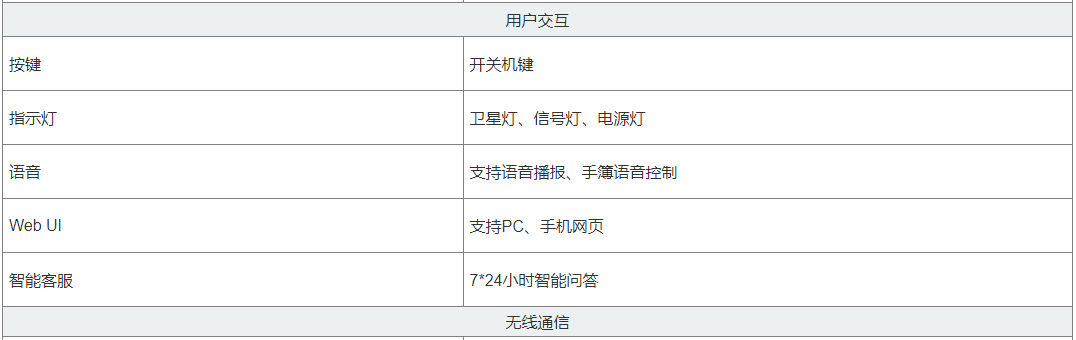 用户交互
按键 开关机键
指示灯 卫星灯、信号灯、电源灯
语音 支持语音播报、手簿语音控制
Web UI 支持PC、手机网页
智能客服 7*24小时智能问答
无线通信